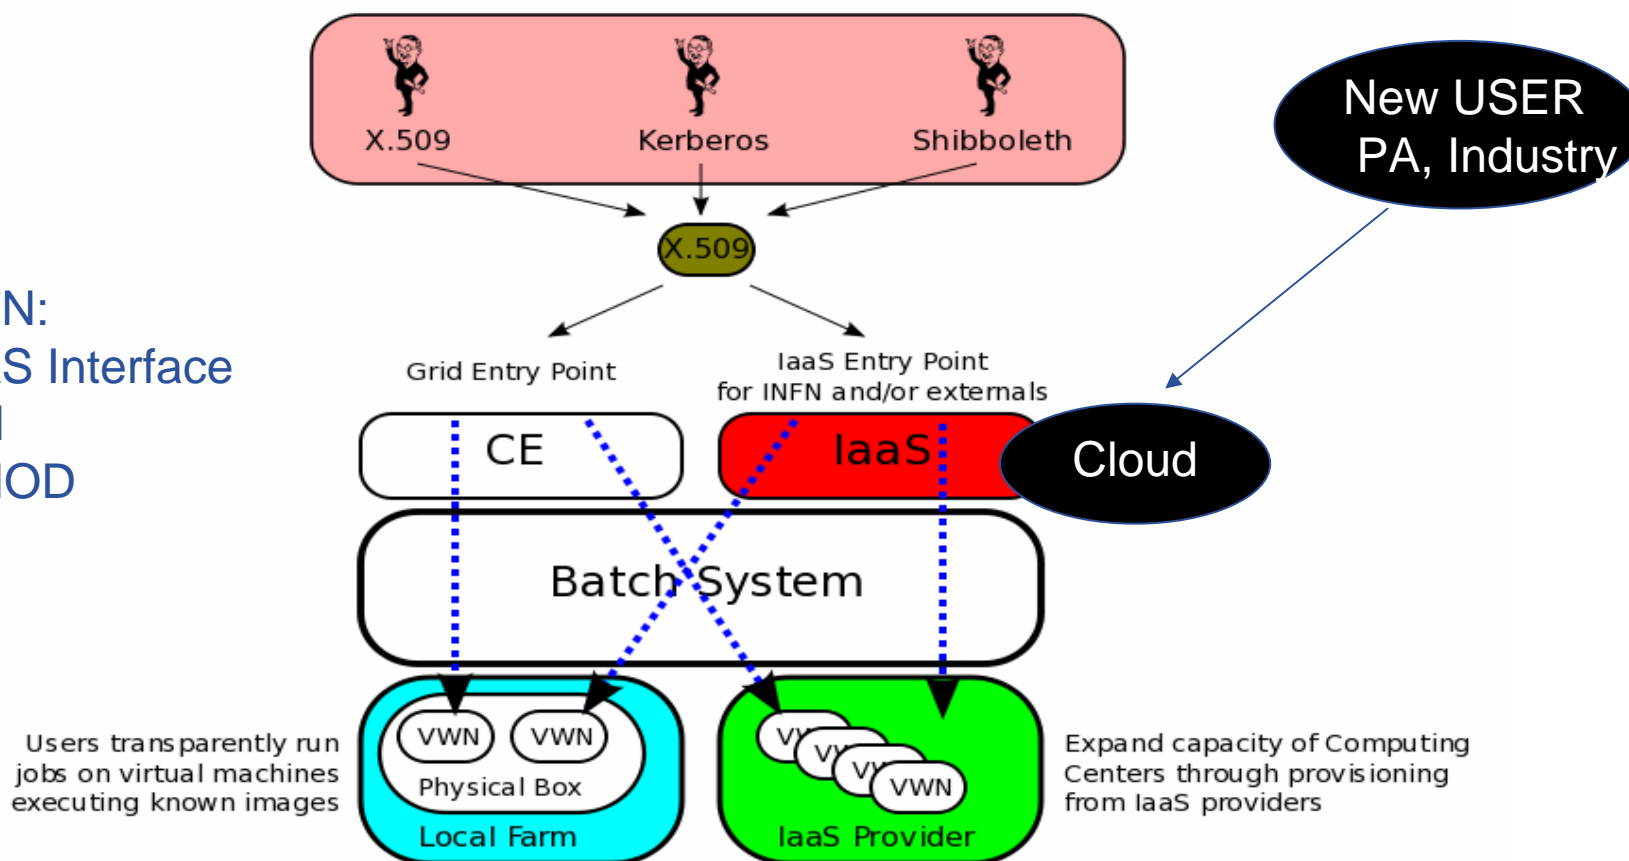 X.509
Kerberos
Shibboleth
New USER
PA, Industry
X.509
N:
S Interface
OD
Grid Entry Point
IaaS Entry Point
for INFN and/or externals
CE
IaaS
Cloud
Batch System
VWN
VWN
Physical Box
Local Farm
VWN
IaaS Provider
Users transparently run
jobs on virtual machines
executing known images
Expand capacity of Computing
Centers through provisioning
from IaaS providers